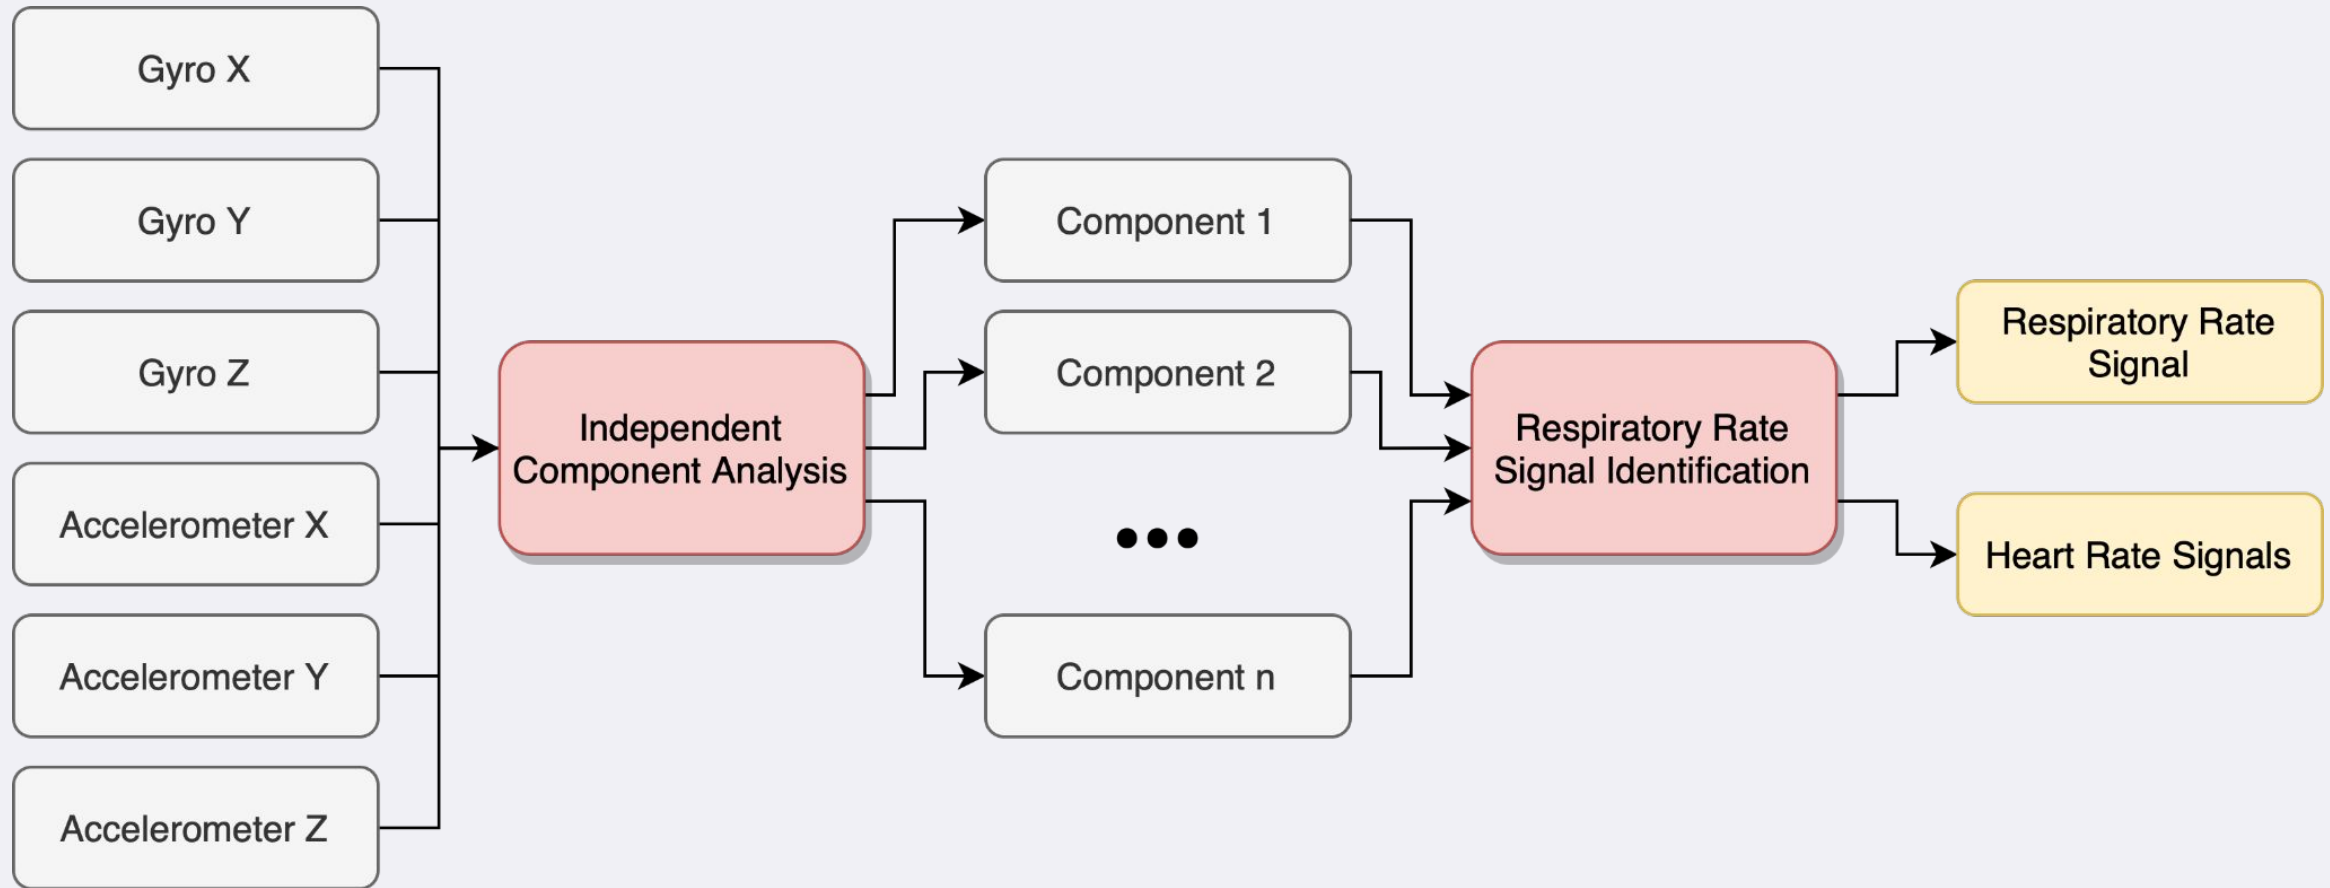 Gyro X
Gyro Y
Gyro Z
Accelerometer X
Accelerometer Y
Accelerometer Z
Independent
Component Analysis
Component 1
Component 2
•••
Component n
Respiratory Rate
Signal Identification
Respiratory Rate
Signal
Heart Rate Signals